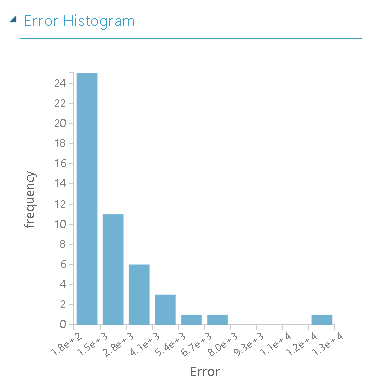 Error Histogram
24
22
20
18
16
14
12
10
8
6
4
2
0
frequency
1.8e+2
1.5e+3
2.8e+3
4.1e+3
5.4e+3
6.7e+3
8.0e+3
9.3e+3
1.1e+4
1.2e+4
1.3e+4
Error